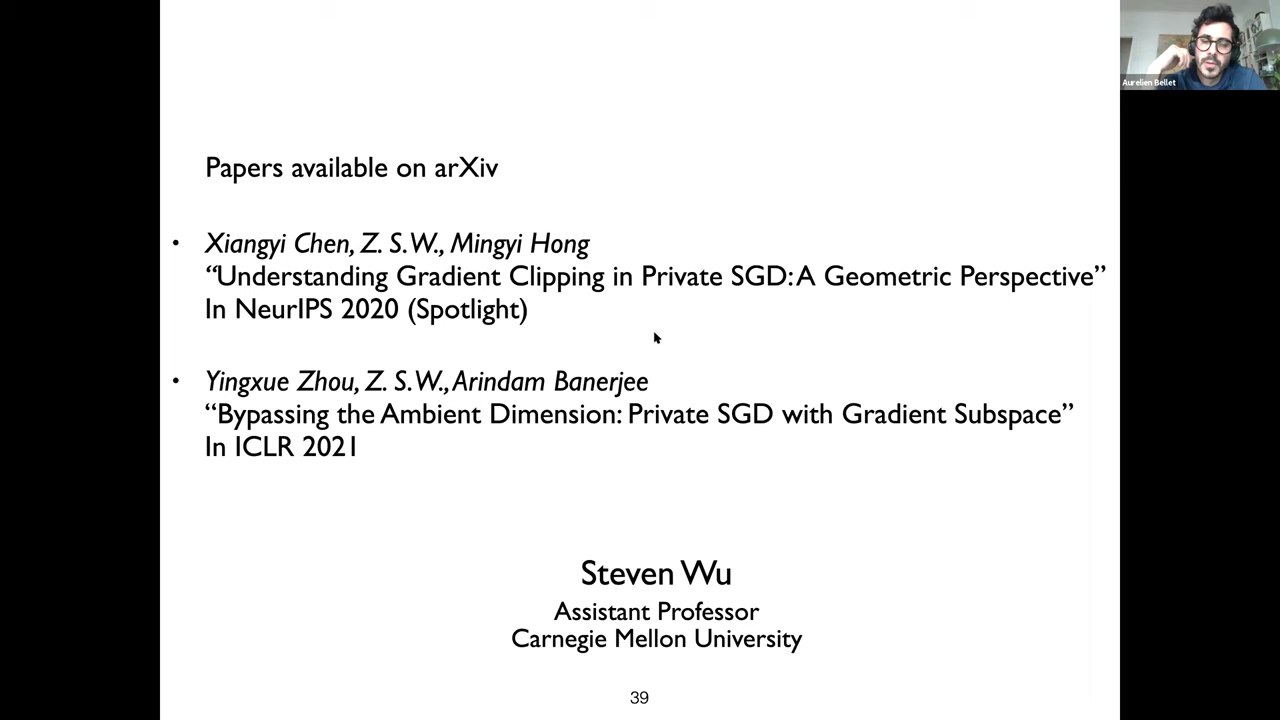 Aurelien Bellet
Papers available on arXiv
• Xiangyi Chen, Z. S.W., Mingyi Hong
“Understanding Gradient Clipping in Private SGD: A Geometric Perspective”
In NeurIPS 2020 (Spotlight)
• Yingxue Zhou, Z. S.W., Arindam Banerjee
“Bypassing the Ambient Dimension: Private SGD with Gradient Subspace”
In ICLR 2021
Steven Wu
Assistant Professor
Carnegie Mellon University
39